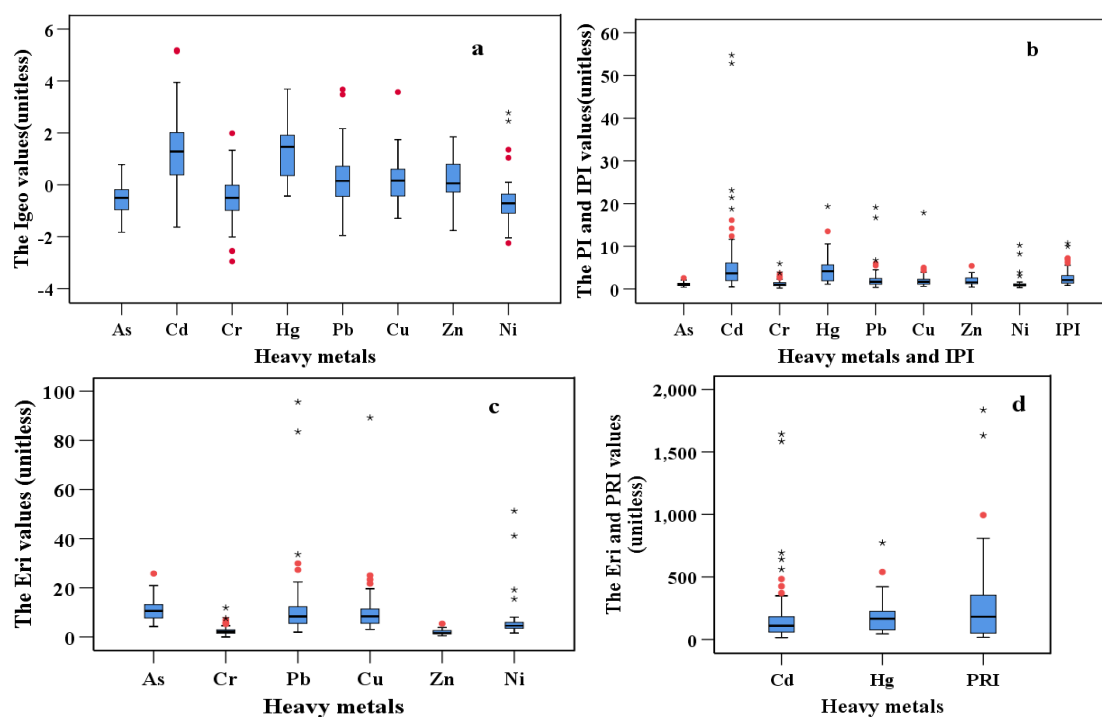 a
The Igeo values (unitless)
6
4
2
0
-2
-4
As Cd Cr Hg Pb Cu Zn Ni
Heavy metals
b
The PI and IPI values(unitless)
60
50
40
30
20
10
0
As Cd Cr Hg Pb Cu Zn Ni IPI
Heavy metals and IPI
c
The Eri values (unitless)
100
80
60
40
20
0
As Cr Pb Cu Zn Ni
Heavy metals
d
The Eri and PRI values
(unitless)
2,000
1,500
1,000
500
0
Cd Hg PRI
Heavy metals